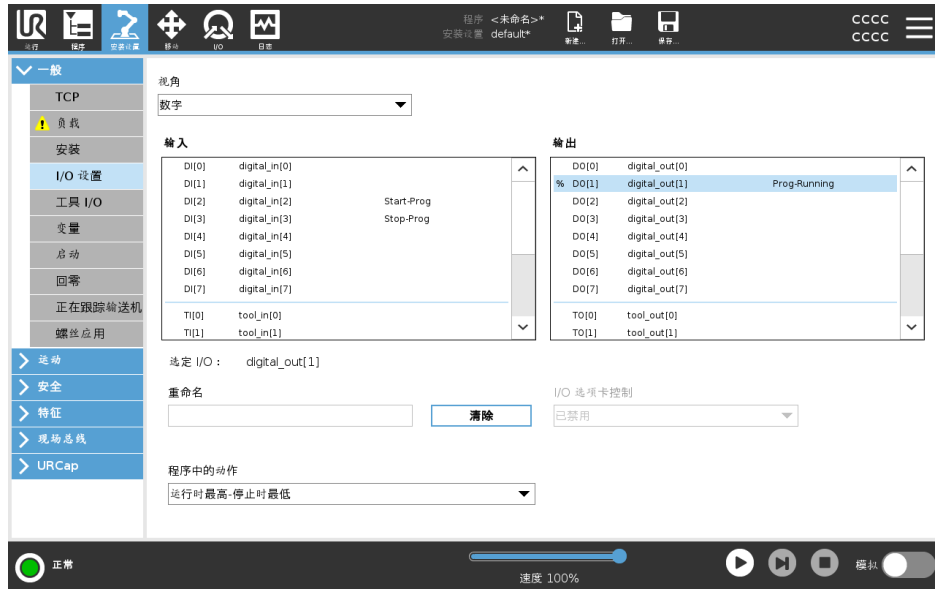 UR
运行
程序
安装设置
移动
I/O
日志
程序 <未命名>*
安装设置 default*
新建...
打开...
保存...
CCCC
CCCC
一般
TCP
负载
安装
I/O 设置
工具 I/O
变量
启动
回零
正在跟踪输送机
螺丝应用
运动
安全
特征
现场总线
URCap
视角
数字
输入
DI[0] digital_in[0]
DI[1] digital_in[1]
DI[2] digital_in[2] Start-Prog
DI[3] digital_in[3] Stop-Prog
DI[4] digital_in[4]
DI[5] digital_in[5]
DI[6] digital_in[6]
DI[7] digital_in[7]
TI[0] tool_in[0]
TI[1] tool_in[1]
输出
DO[0] digital_out[0]
% DO[1] digital_out[1] Prog-Running
DO[2] digital_out[2]
DO[3] digital_out[3]
DO[4] digital_out[4]
DO[5] digital_out[5]
DO[6] digital_out[6]
DO[7] digital_out[7]
TO[0] tool_out[0]
TO[1] tool_out[1]
选定 I/O : digital_out[1]
重命名
清除
I/O 选项卡控制
已禁用
程序中的动作
运行时最高-停止时最低
正常
速度 100%
模拟